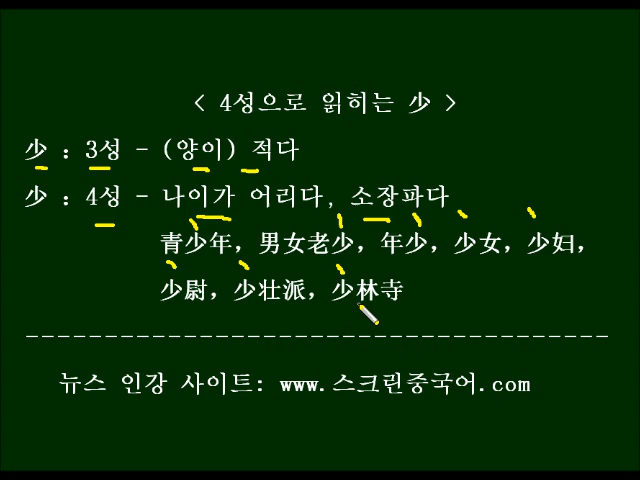 < 4성으로 읽히는 少 >
少 : 3성 - (양이) 적다
少 : 4성 - 나이가 어리다, 소장파다
青少年, 男女老少, 年少, 少女, 少妇,
少尉, 少壮派, 少林寺
뉴스 인강 사이트: www.스크린중국어.com